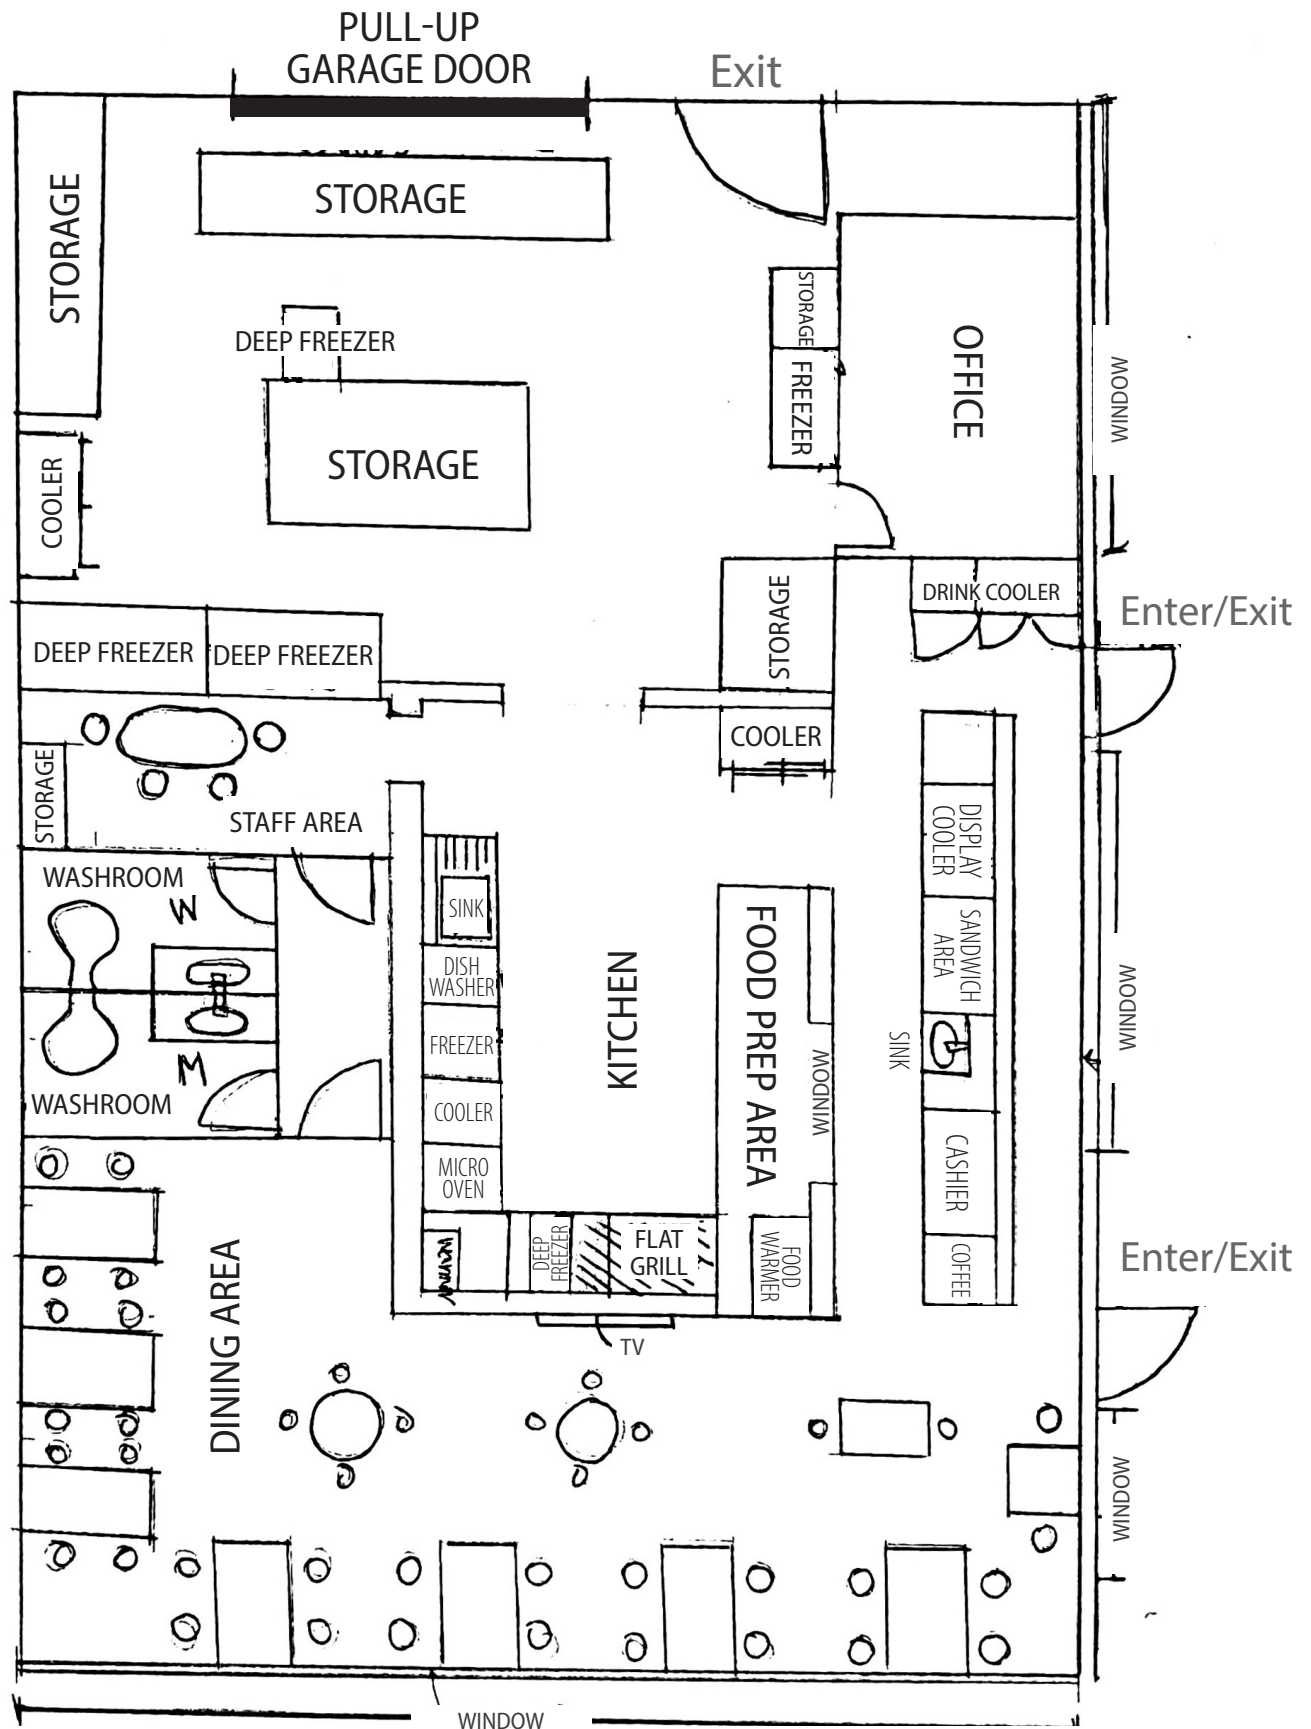 PULL-UP
GARAGE DOOR
Exit
STORAGE
STORAGE
STORAGE
DEEP FREEZER
FREEZER
OFFICE
WINDOW
STORAGE
COOLER
STORAGE
DRINK COOLER
Enter/Exit
DEEP FREEZER
DEEP FREEZER
COOLER
STORAGE
STAFF AREA
DISPLAY
COOLER
WASHROOM
W
SINK
FOOD PREP AREA
SANDWICH
AREA
DISH
WASHER
KITCHEN
WINDOW
FREEZER
SINK
WINDOW
M
WASHROOM
COOLER
CASHIER
MICRO
OVEN
DINING AREA
DEEP
FREEZER
FLAT
GRILL
FOOD
WARMER
COFFEE
Enter/Exit
TV
WINDOW
WINDOW